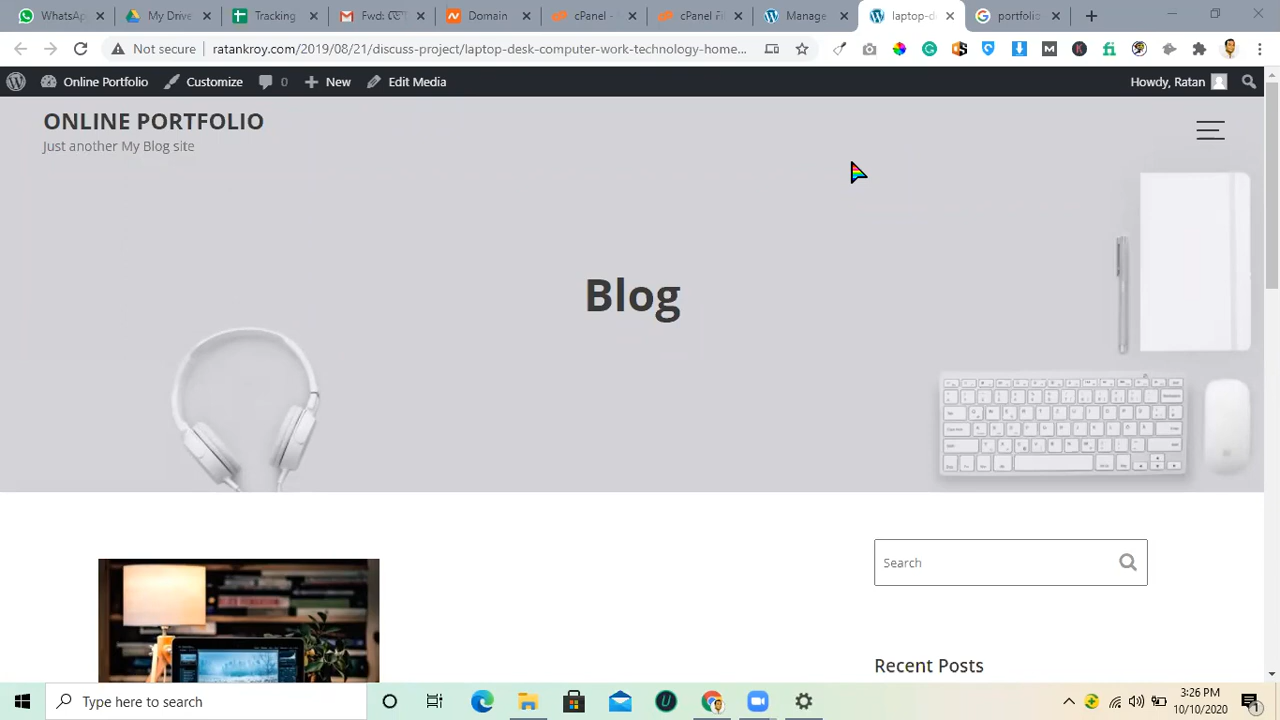 WhatsAp
My Drive
Tracking
Fwd:
Domain
cPanel -
cPanel Fi
Manage
laptop-d
portfolio
Not secure
ratankroy.com/2019/08/21/discuss-project/laptop-desk-computer-work-technology-home...
Online Portfolio
Customize
0
New
Edit Media
Howdy, Ratan
ONLINE PORTFOLIO
Just another My Blog site
Blog
Search
Recent Posts
Type here to search
3:26 PM
10/10/2020